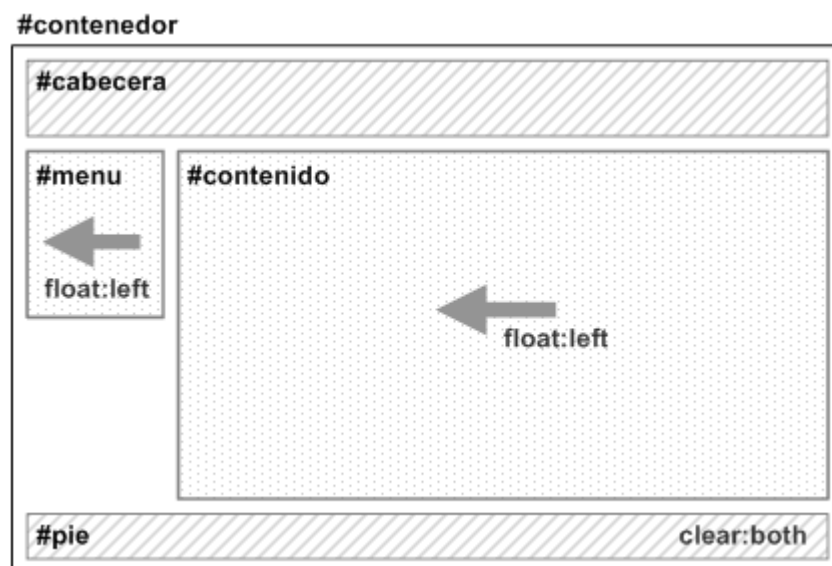 #contenedor
#cabecera
#menu
float:left
#contenido
float:left
#pie
clear:both